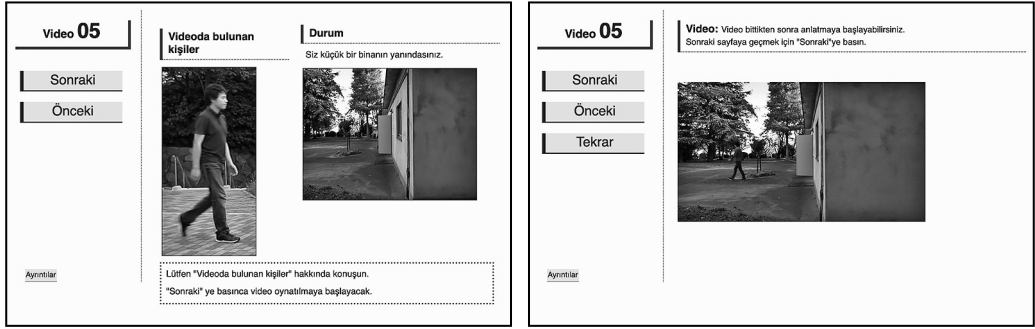 Video 05
Sonraki
Önceki
Ayrıntılar
Videoda bulunan
kişiler
Durum
Siz küçük bir binanın yanındasınız.
Lütfen "Videoda bulunan kişiler" hakkında konuşun.
"Sonraki" ye basınca video oynatılmaya başlayacak.
Video 05
Sonraki
Önceki
Tekrar
Ayrıntılar
Video: Video bittikten sonra anlatmaya başlayabilirsiniz.
Sonraki sayfaya geçmek için "Sonraki"ye basın.